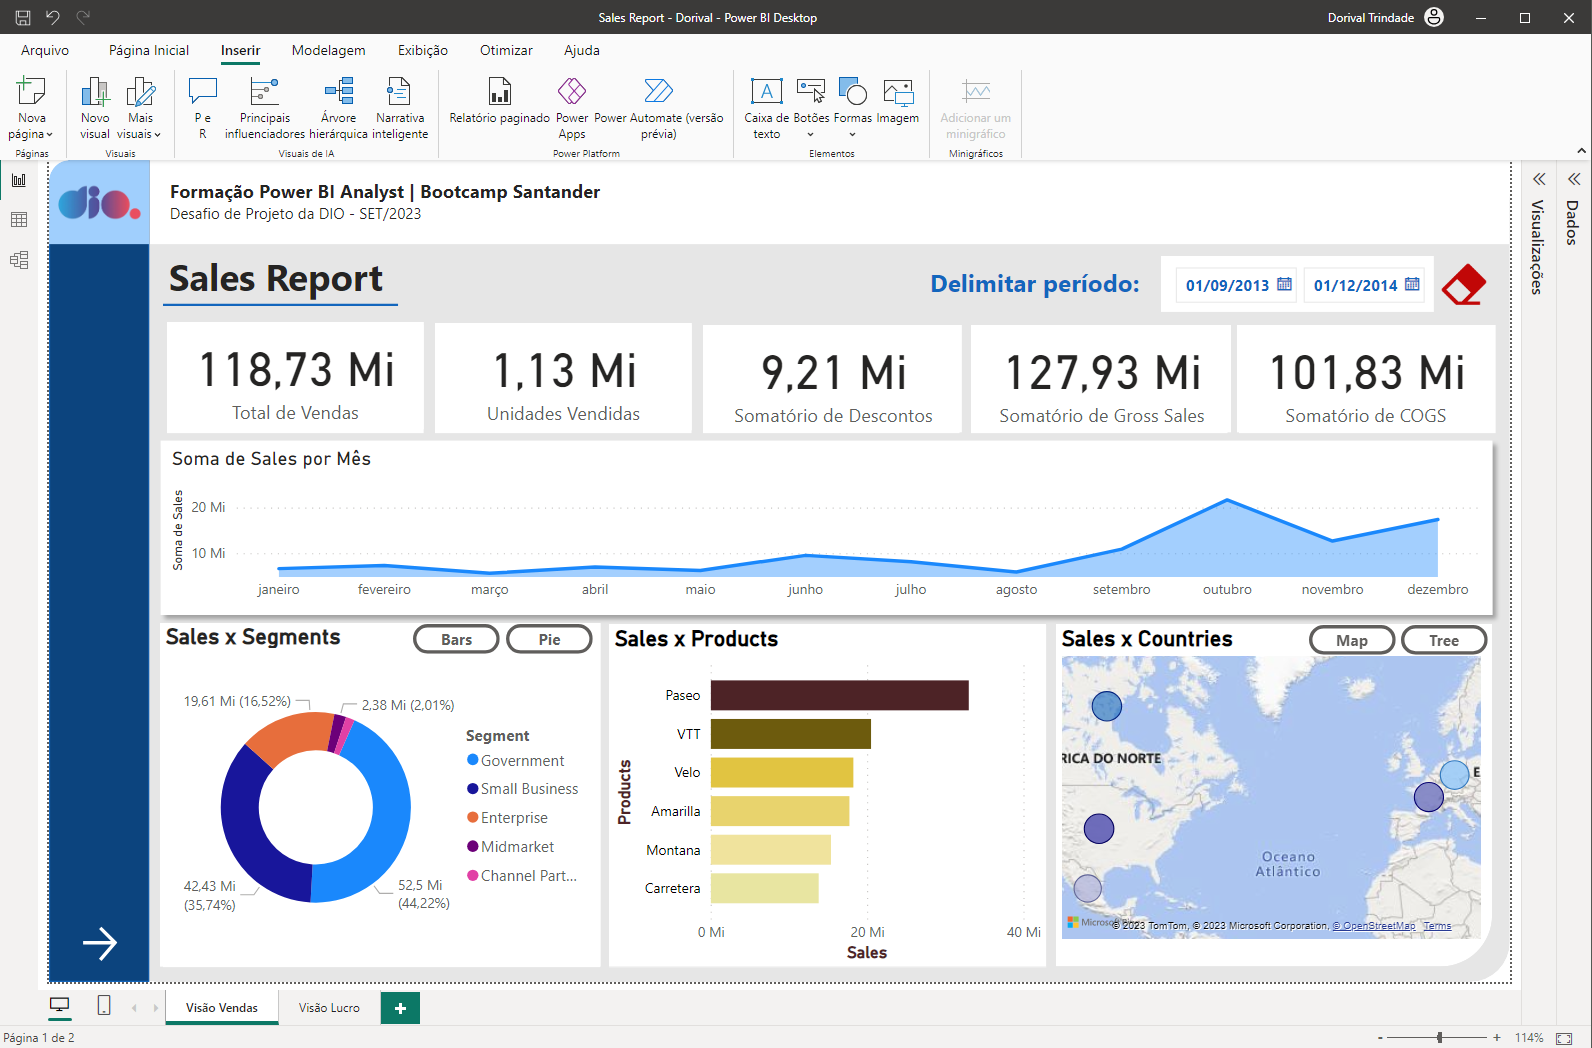 Sales Report - Dorival - Power BI Desktop
Dorival Trindade
Arquivo
Página Inicial
Inserir
Modelagem
Exibição
Otimizar
Ajuda
Nova página
Novo visual
Mais visuais
P e R
Principais influenciadores
Árvore hierárquica
Narrativa inteligente
Relatório paginado
Power Apps
Power Automate (versão prévia)
Caixa de texto
Botões
Formas
Imagem
Adicionar um minigráfico
Páginas
Visuais
Visuais de IA
Power Platform
Elementos
Minigráficos
Visualizações
Dados
dio.
Formação Power BI Analyst | Bootcamp Santander
Desafio de Projeto da DIO - SET/2023
Sales Report
Delimitar período:
01/09/2013
01/12/2014
118,73 Mi
Total de Vendas
1,13 Mi
Unidades Vendidas
9,21 Mi
Somatório de Descontos
127,93 Mi
Somatório de Gross Sales
101,83 Mi
Somatório de COGS
Soma de Sales por Mês
Soma de Sales
20 Mi
10 Mi
janeiro
fevereiro
março
abril
maio
junho
julho
agosto
setembro
outubro
novembro
dezembro
Sales x Segments
Bars
Pie
19,61 Mi (16,52%)
2,38 Mi (2,01%)
42,43 Mi
(35,74%)
52,5 Mi
(44,22%)
Segment
Government
Small Business
Enterprise
Midmarket
Channel Part...
Sales x Products
Products
Paseo
VTT
Velo
Amarilla
Montana
Carretera
0 Mi
20 Mi
40 Mi
Sales
Sales x Countries
Map
Tree
RICA DO NORTE
E
Oceano
Atlântico
Microsoft
© 2023 TomTom, © 2023 Microsoft Corporation, © OpenStreetMap Terms
Visão Vendas
Visão Lucro
+
Página 1 de 2
- + 114%